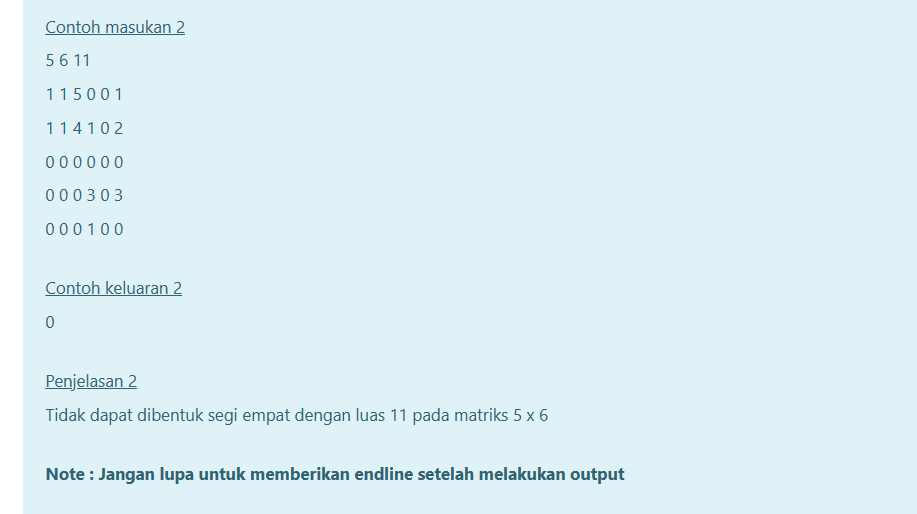 Contoh masukan 2
5 6 11
1 1 5 0 0 1
1 1 4 1 0 2
0 0 0 0 0 0
0 0 0 3 0 3
0 0 0 1 0 0
Contoh keluaran 2
0
Penjelasan 2
Tidak dapat dibentuk segi empat dengan luas 11 pada matriks 5 x 6
Note : Jangan lupa untuk memberikan endline setelah melakukan output